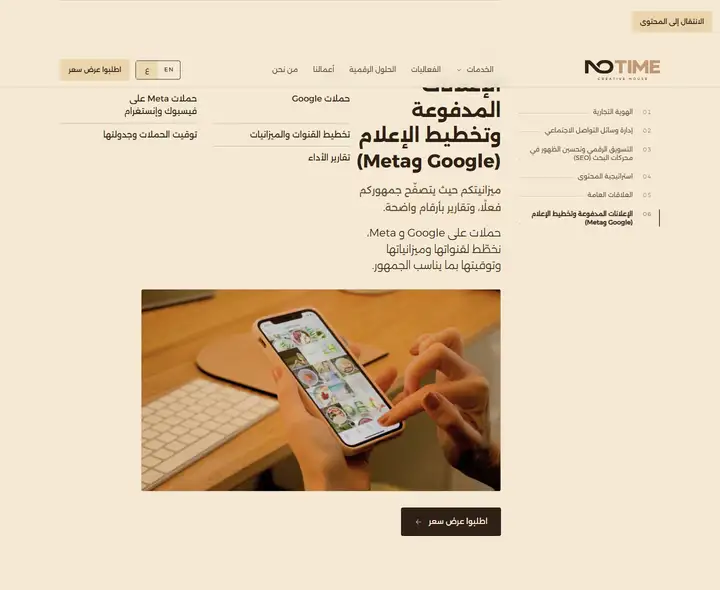 الانتقال إلى المحتوى
NOTIME
CREATIVE HOUSE
الخدمات
الفعاليات
الحلول الرقمية
أعمالنا
من نحن
EN
ع
اطلبوا عرض سعر
01 الهوية التجارية
02 إدارة وسائل التواصل الاجتماعي
03 التسويق الرقمي وتحسين الظهور في
محركات البحث (SEO)
04 استراتيجية المحتوى
05 العلاقات العامة
06 الإعلانات المدفوعة وتخطيط الإعلام
(Google وMeta)
الإعلانات
المدفوعة
وتخطيط الإعلام
(Google وMeta)
ميزانيتكم حيث يتصفّح جمهوركم
فعلًا، وتقارير بأرقام واضحة.
حملات على Google و Meta،
نخطّط لقنواتها وميزانياتها
وتوقيتها بما يناسب الجمهور.
حملات Google
حملات Meta على
فيسبوك وإنستغرام
تخطيط القنوات والميزانيات
توقيت الحملات وجدولتها
تقارير الأداء
اطلبوا عرض سعر ←